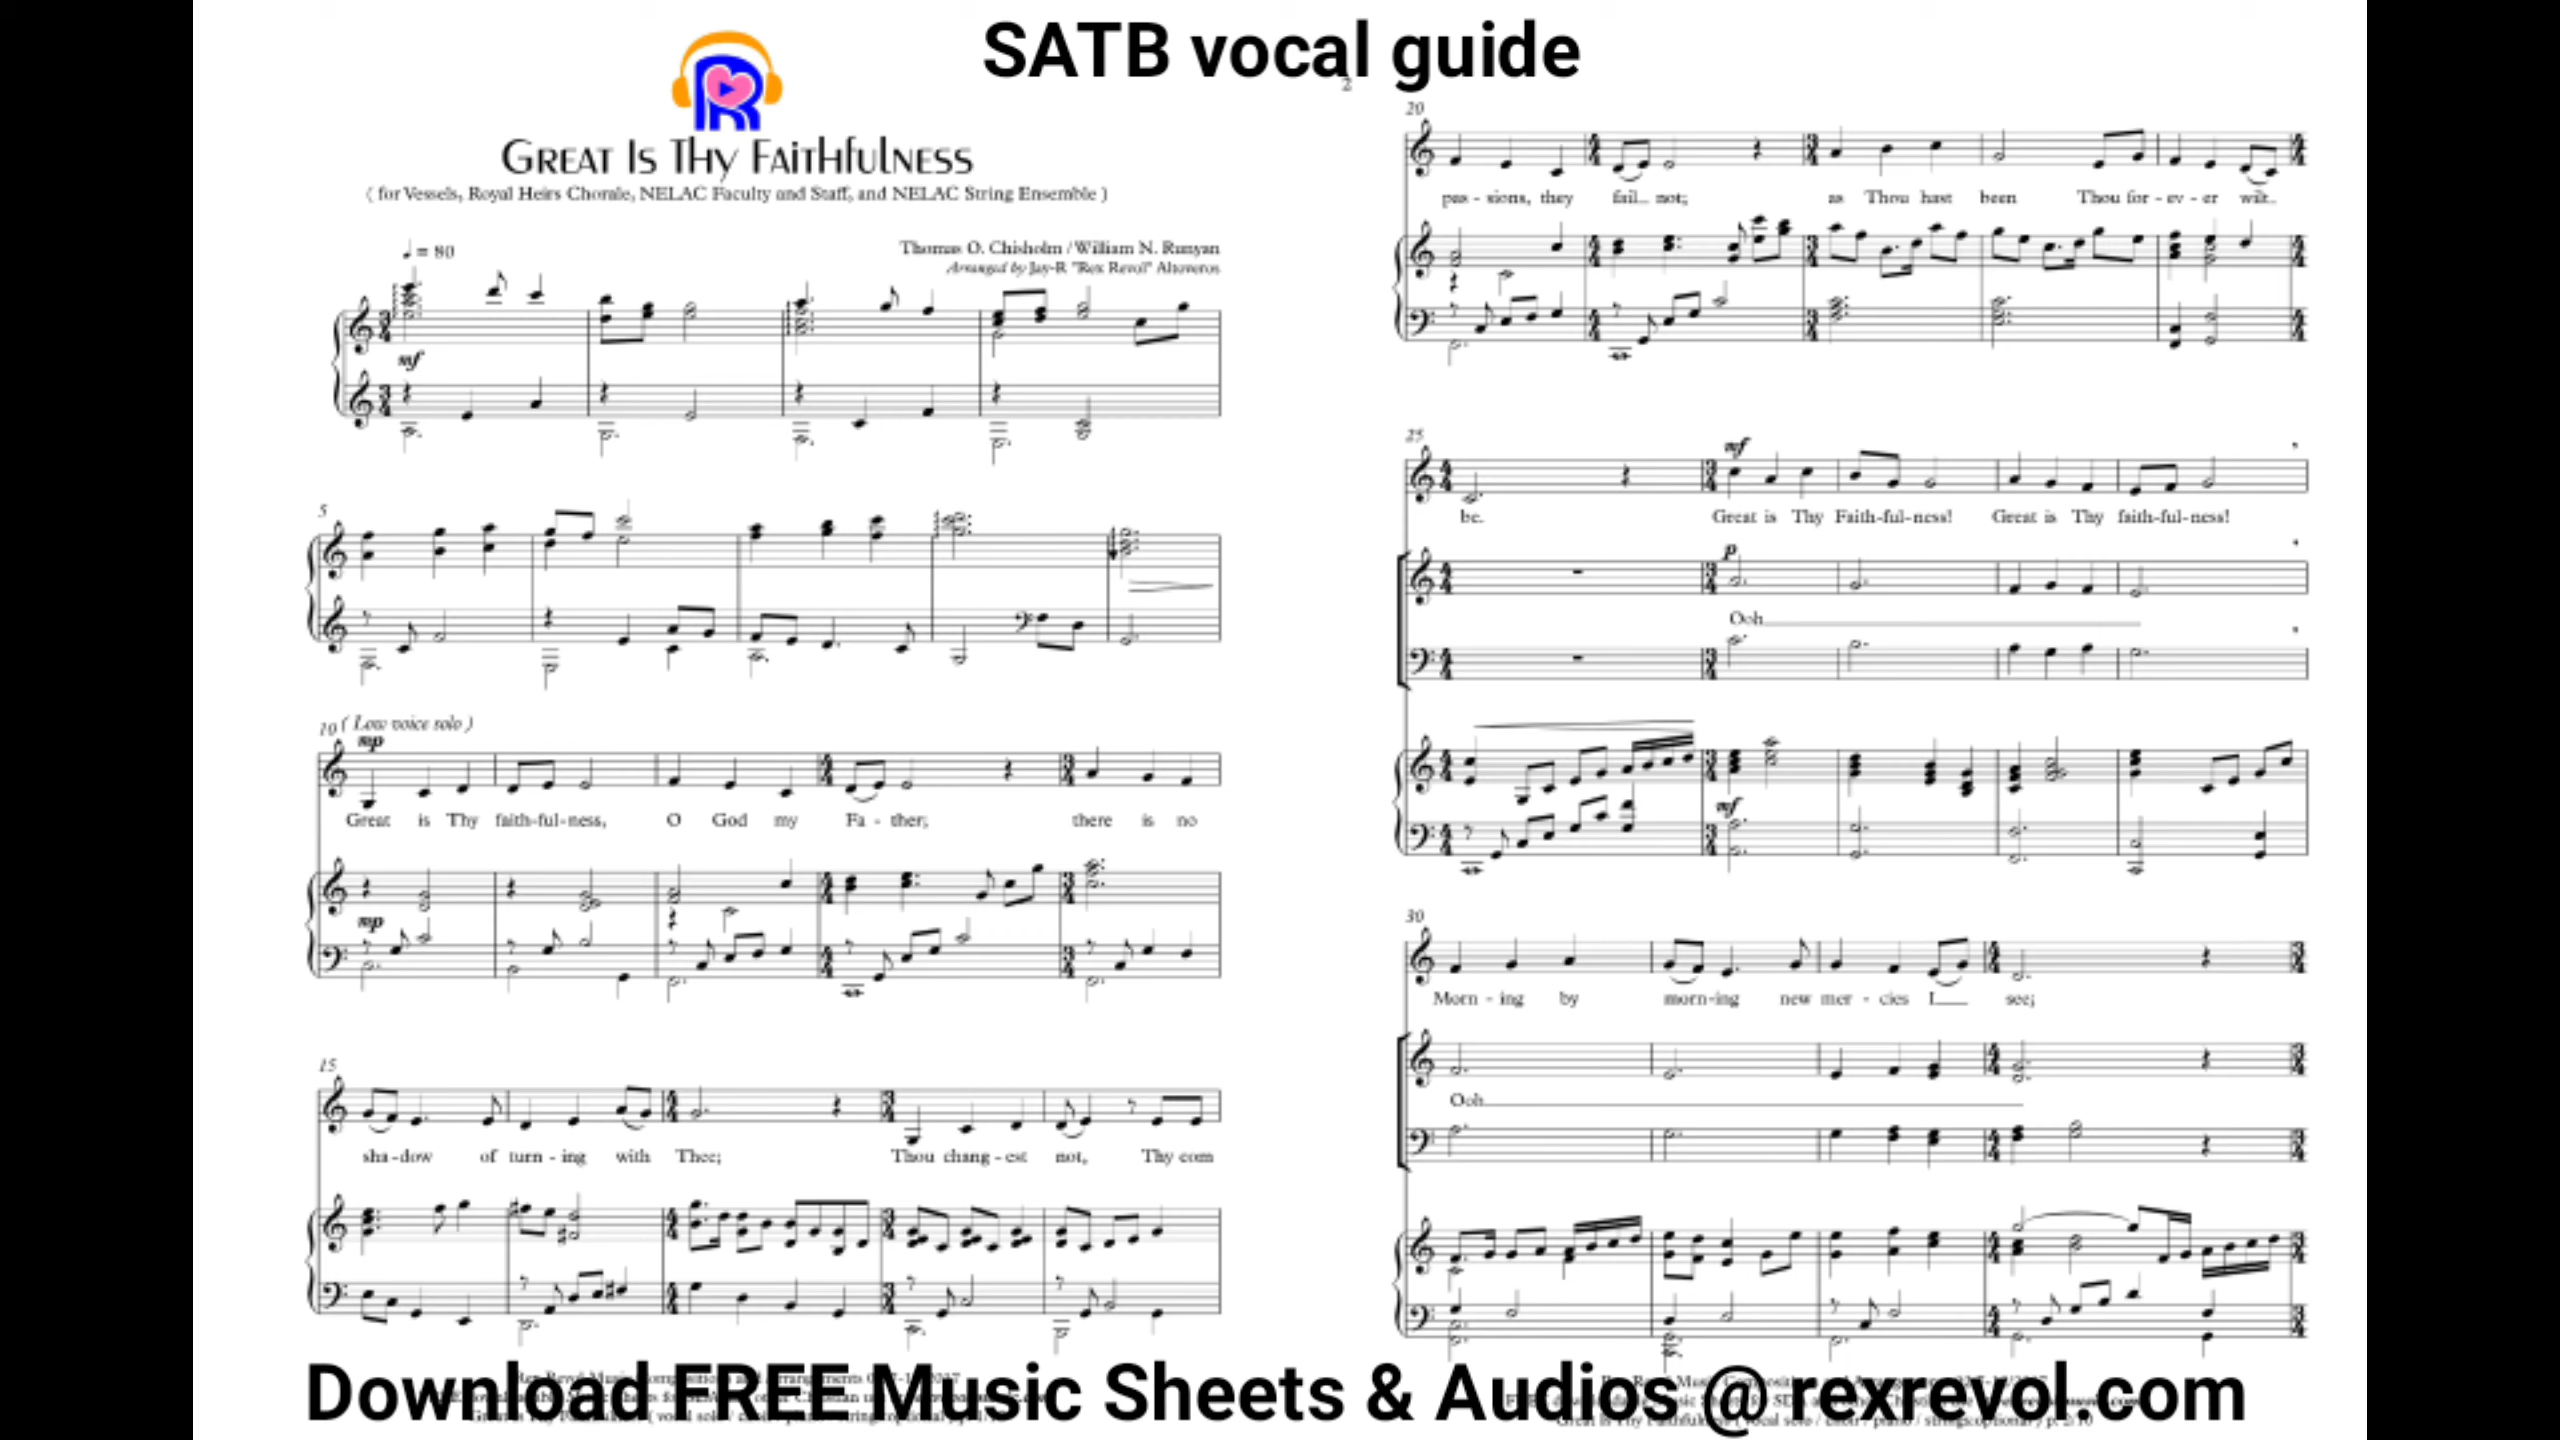 SATB vocal guide
GREAT IS THY FAITHFULNESS
( for Vessels, Royal Heirs Chorale, NELAC Faculty and Staff, and NELAC String Ensemble )
♩ = 80
Thomas O. Chisholm / William N. Runyan
Arranged by Jay-R "Rex Revol" Altaveros
mf
5
10 ( Low voice solo )
mp
Great is Thy faith-ful-ness, O God my Fa - ther; there is no
mp
15
sha-dow of turn - ing with Thee; Thou chang - est not, Thy com
2
20
pas - sions, they fail_ not; as Thou hast been Thou for - ev - er wilt_
25
mf
be. Great is Thy Faith-ful-ness! Great is Thy faith-ful-ness!
p
Ooh
mf
30
Morn - ing by morn-ing new mer - cies I see;
Ooh
Download FREE Music Sheets & Audios @ rexrevol.com